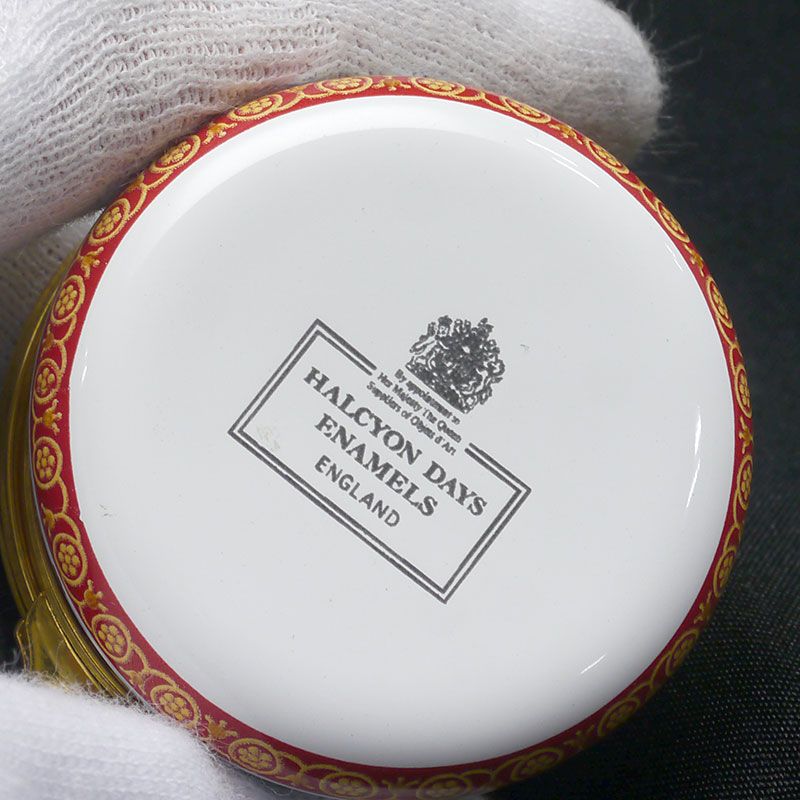 By appointment to
Her Majesty The Queen
Suppliers of Objets d'Art
HALCYON DAYS
ENAMELS
ENGLAND